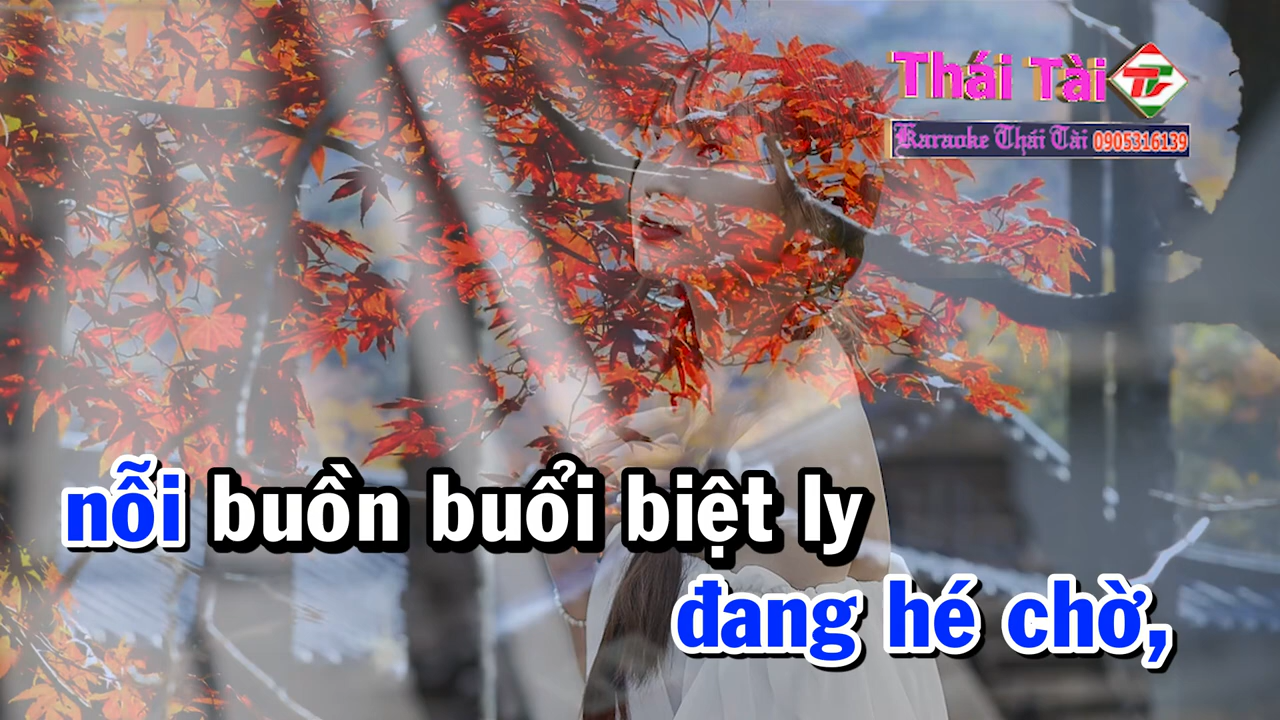 Thái Tài
Karaoke Thái Tài 0905316139
nỗi buồn buổi biệt ly
đang hé chờ,